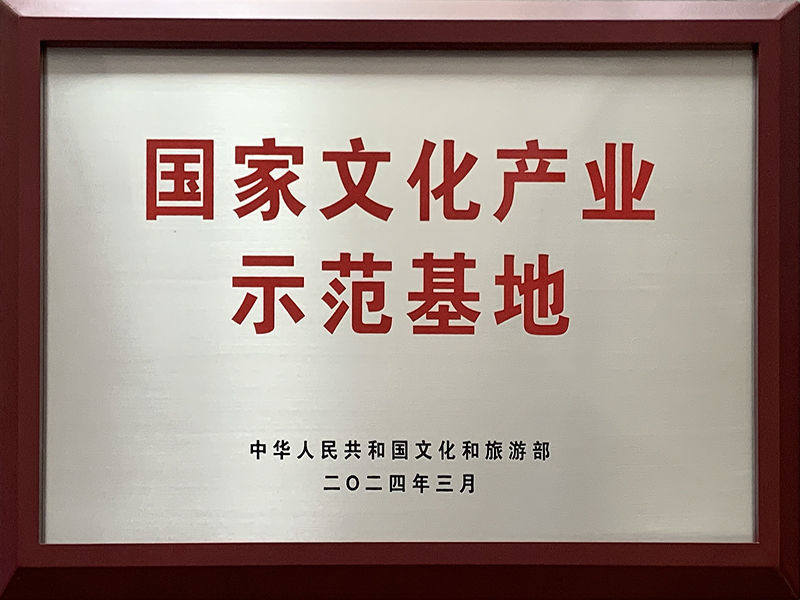 国家文化产业
示范基地
中华人民共和国文化和旅游部
二〇二四年三月